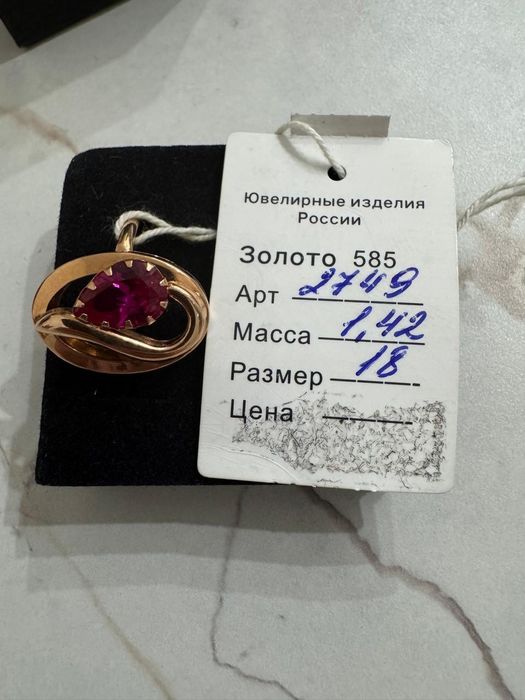 Ювелирные изделия
России
Золото 585
Арт 2749
Масса 1,42
Размер 18
Цена